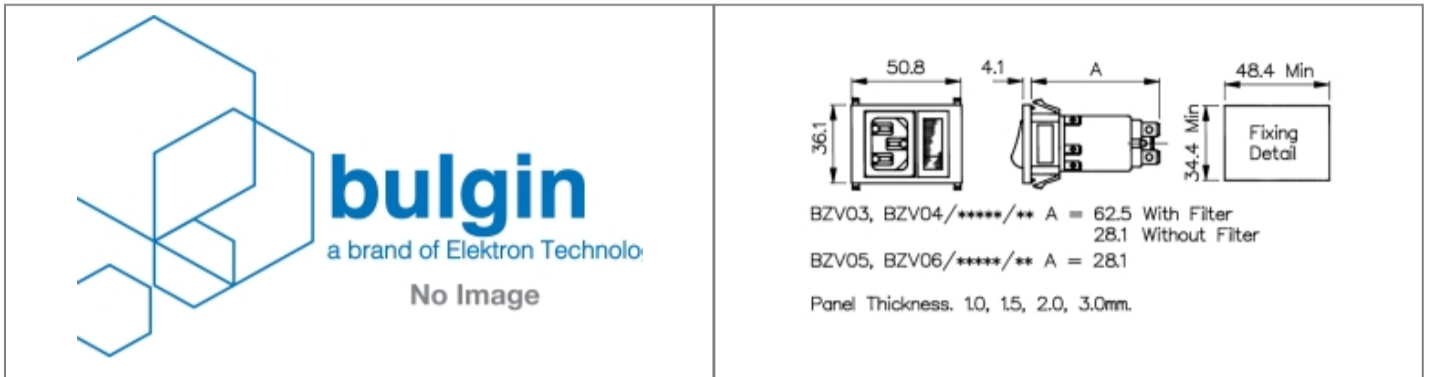 bulgin
a brand of Elektron Technolo
No Image
50.8
4.1
A
48.4 Min
36.1
34.4 Min
Fixing
Detail
BZV03, BZV04/*****/** A = 62.5 With Filter
28.1 Without Filter
BZV05, BZV06/*****/** A = 28.1
Panel Thickness. 1.0, 1.5, 2.0, 3.0mm.